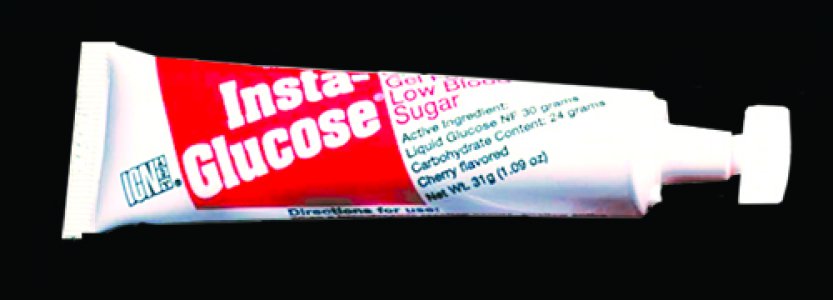 Insta-
Glucose®
Low Blood
Sugar
Active Ingredient:
Liquid Glucose NF 30 grams
Carbohydrate Content: 24 grams
Cherry flavored
Net Wt. 31g (1.09 oz)
ICN ®
Directions for use: